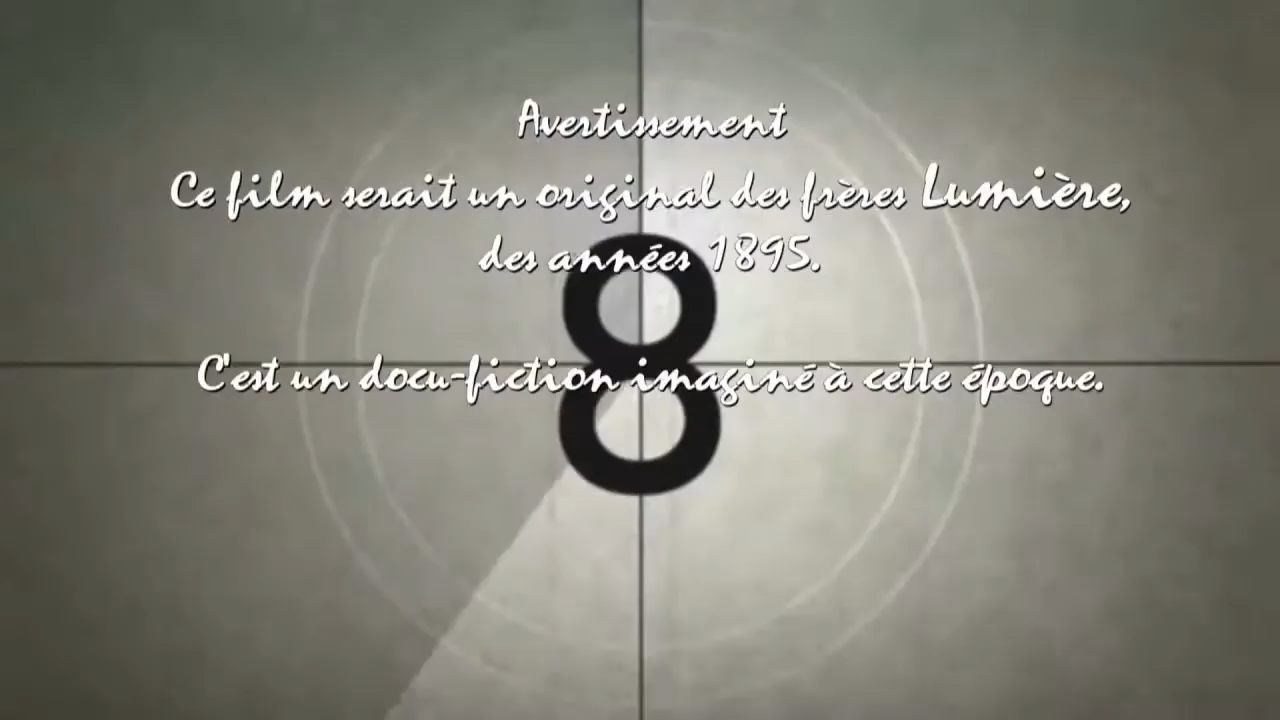 Avertissement
Ce film serait un original des frères Lumière,
des années 1895.
8
C'est un docu-fiction imaginé à cette époque.